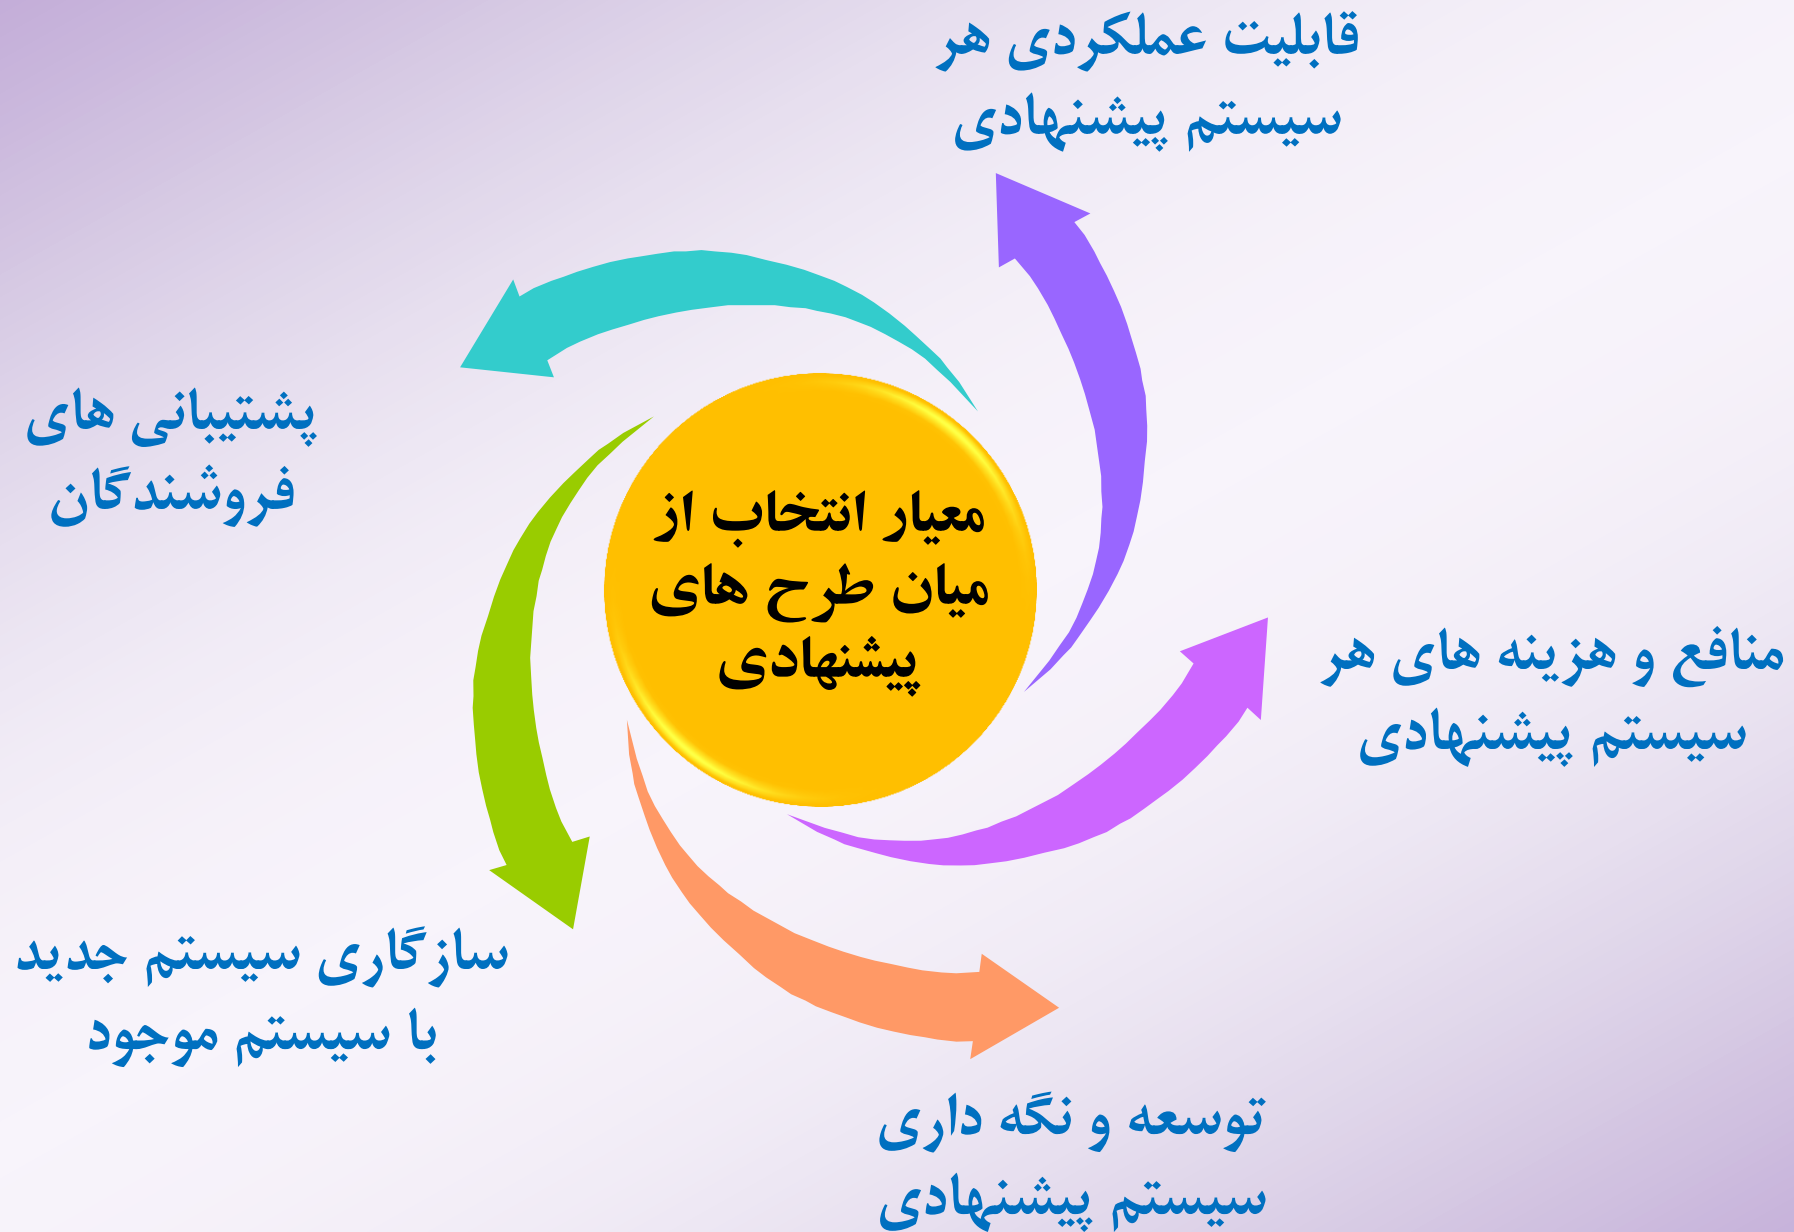 قابلیت عملکردی هر
سیستم پیشنهادی
پشتیبانی های
فروشندگان
معیار انتخاب از
میان طرح های
پیشنهادی
منافع و هزینه های هر
سیستم پیشنهادی
سازگاری سیستم جدید
با سیستم موجود
توسعه و نگه داری
سیستم پیشنهادی